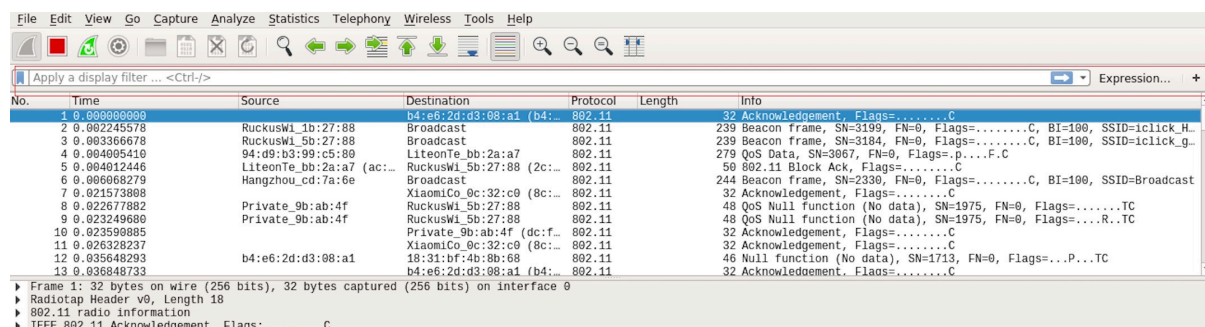 File Edit View Go Capture Analyze Statistics Telephony Wireless Tools Help
Apply a display filter ... <Ctrl-/> Expression... +
No. Time Source Destination Protocol Length Info
1 0.000000000 b4:e6:2d:d3:08:a1 (b4:… 802.11 32 Acknowledgement, Flags=........C
2 0.002245578 RuckusWi_1b:27:88 Broadcast 802.11 239 Beacon frame, SN=3199, FN=0, Flags=........C, BI=100, SSID=iclick_H…
3 0.003366678 RuckusWi_5b:27:88 Broadcast 802.11 239 Beacon frame, SN=3184, FN=0, Flags=........C, BI=100, SSID=iclick_g…
4 0.004005410 94:d9:b3:99:c5:80 LiteonTe_bb:2a:a7 802.11 279 QoS Data, SN=3067, FN=0, Flags=.p....F.C
5 0.004012446 LiteonTe_bb:2a:a7 (ac:… RuckusWi_5b:27:88 (2c:… 802.11 50 802.11 Block Ack, Flags=........C
6 0.006068279 Hangzhou_cd:7a:6e Broadcast 802.11 244 Beacon frame, SN=2330, FN=0, Flags=........C, BI=100, SSID=Broadcast
7 0.021573808 XiaomiCo_0c:32:c0 (8c:… 802.11 32 Acknowledgement, Flags=........C
8 0.022677882 Private_9b:ab:4f RuckusWi_5b:27:88 802.11 48 QoS Null function (No data), SN=1975, FN=0, Flags=.......TC
9 0.023249680 Private_9b:ab:4f RuckusWi_5b:27:88 802.11 48 QoS Null function (No data), SN=1975, FN=0, Flags=....R..TC
10 0.023590885 Private_9b:ab:4f (dc:f… 802.11 32 Acknowledgement, Flags=........C
11 0.026328237 XiaomiCo_0c:32:c0 (8c:… 802.11 32 Acknowledgement, Flags=........C
12 0.035648293 b4:e6:2d:d3:08:a1 18:31:bf:4b:8b:68 802.11 46 Null function (No data), SN=1713, FN=0, Flags=...P...TC
13 0.036848733 b4:e6:2d:d3:08:a1 (b4:… 802.11 32 Acknowledgement, Flags=........C
Frame 1: 32 bytes on wire (256 bits), 32 bytes captured (256 bits) on interface 0
Radiotap Header v0, Length 18
802.11 radio information
IEEE 802.11 Acknowledgement, Flags: ........C